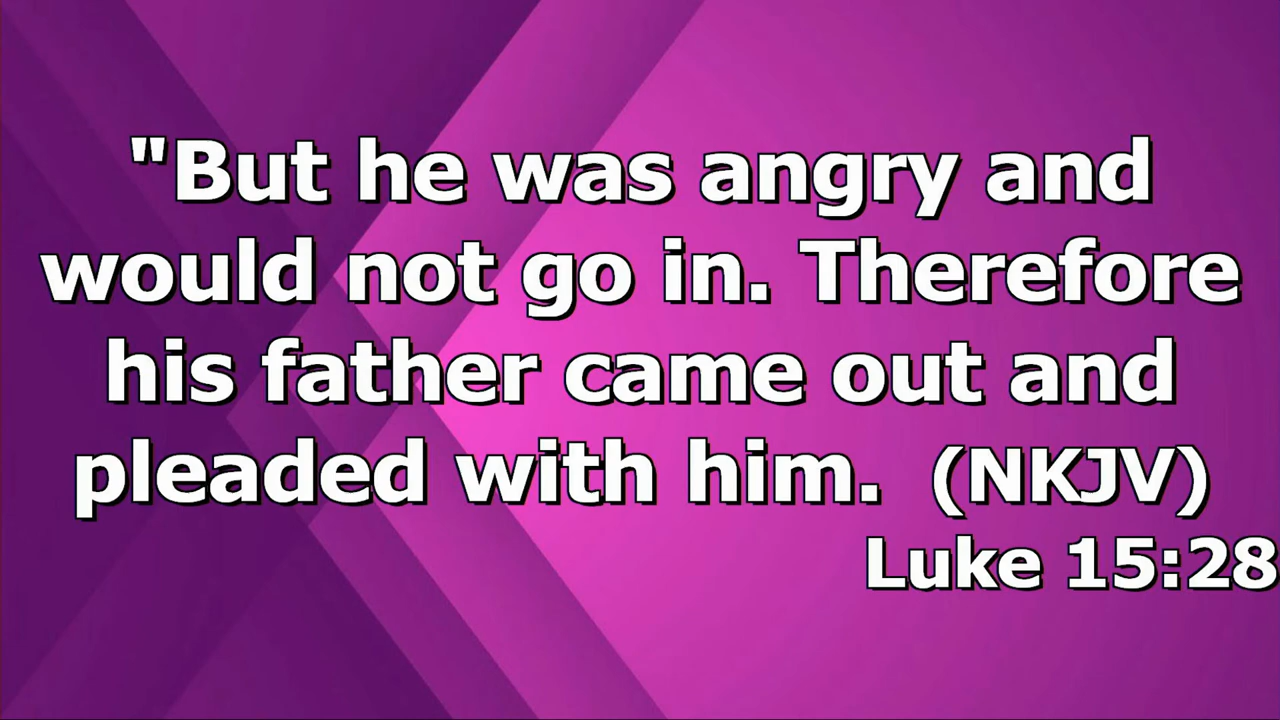 "But he was angry and
would not go in. Therefore
his father came out and
pleaded with him.  (NKJV)
Luke 15:28